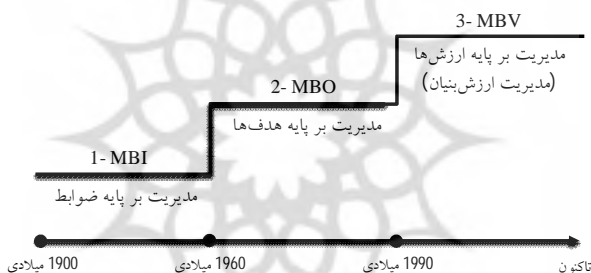 3- MBV
مدیریت بر پایه ارزش‌ها
(مدیریت ارزش‌بنیان)
2- MBO
مدیریت بر پایه هدف‌ها
1- MBI
مدیریت بر پایه ضوابط
1900 میلادی
1960 میلادی
1990 میلادی
تاکنون